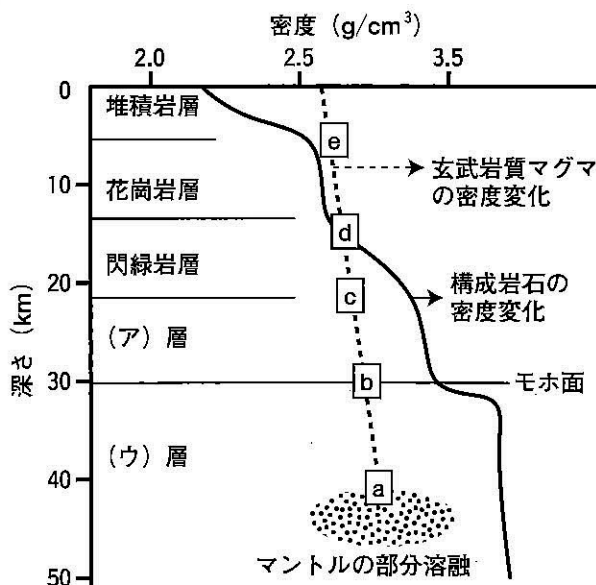 密度 (g/cm³)
2.0 2.5 3.5
0
堆積岩層
e
玄武岩質マグマ
の密度変化
10
花崗岩層
d
閃緑岩層
20
c
構成岩石の
密度変化
(ア) 層
深さ (km)
30
b
モホ面
(ウ) 層
40
a
マントルの部分溶融
50